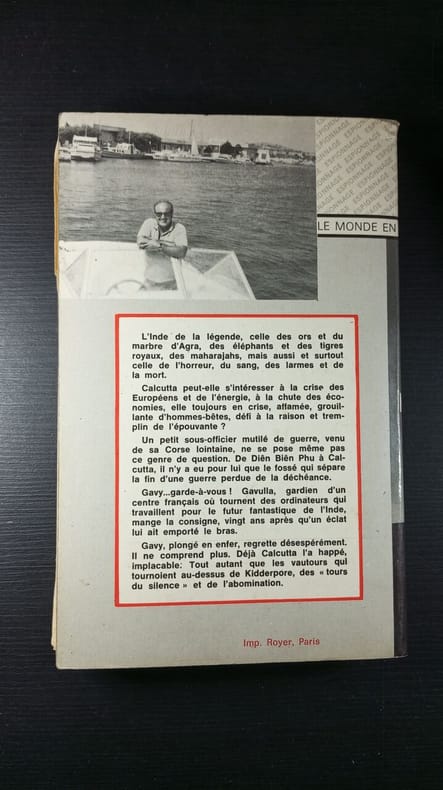 ESPIONNAGE ESPIONNAGE ESPIONNAGE
LE MONDE EN
L'Inde de la légende, celle des ors et du
marbre d'Agra, des éléphants et des tigres
royaux, des maharajahs, mais aussi et surtout
celle de l'horreur, du sang, des larmes et de
la mort.
Calcutta peut-elle s'intéresser à la crise des
Européens et de l'énergie, à la chute des éco-
nomies, elle toujours en crise, affamée, grouil-
lante d'hommes-bêtes, défi à la raison et trem-
plin de l'épouvante ?
Un petit sous-officier mutilé de guerre, venu
de sa Corse lointaine, ne se pose même pas
ce genre de question. De Diên Biên Phu à Cal-
cutta, il n'y a eu pour lui que le fossé qui sépare
la fin d'une guerre perdue de la déchéance.
Gavy...garde-à-vous ! Gavulla, gardien d'un
centre français où tournent des ordinateurs qui
travaillent pour le futur fantastique de l'Inde,
mange la consigne, vingt ans après qu'un éclat
lui ait emporté le bras.
Gavy, plongé en enfer, regrette désespérément.
Il ne comprend plus. Déjà Calcutta l'a happé,
implacable: Tout autant que les vautours qui
tournoient au-dessus de Kidderpore, des « tours
du silence » et de l'abomination.
Imp. Royer, Paris